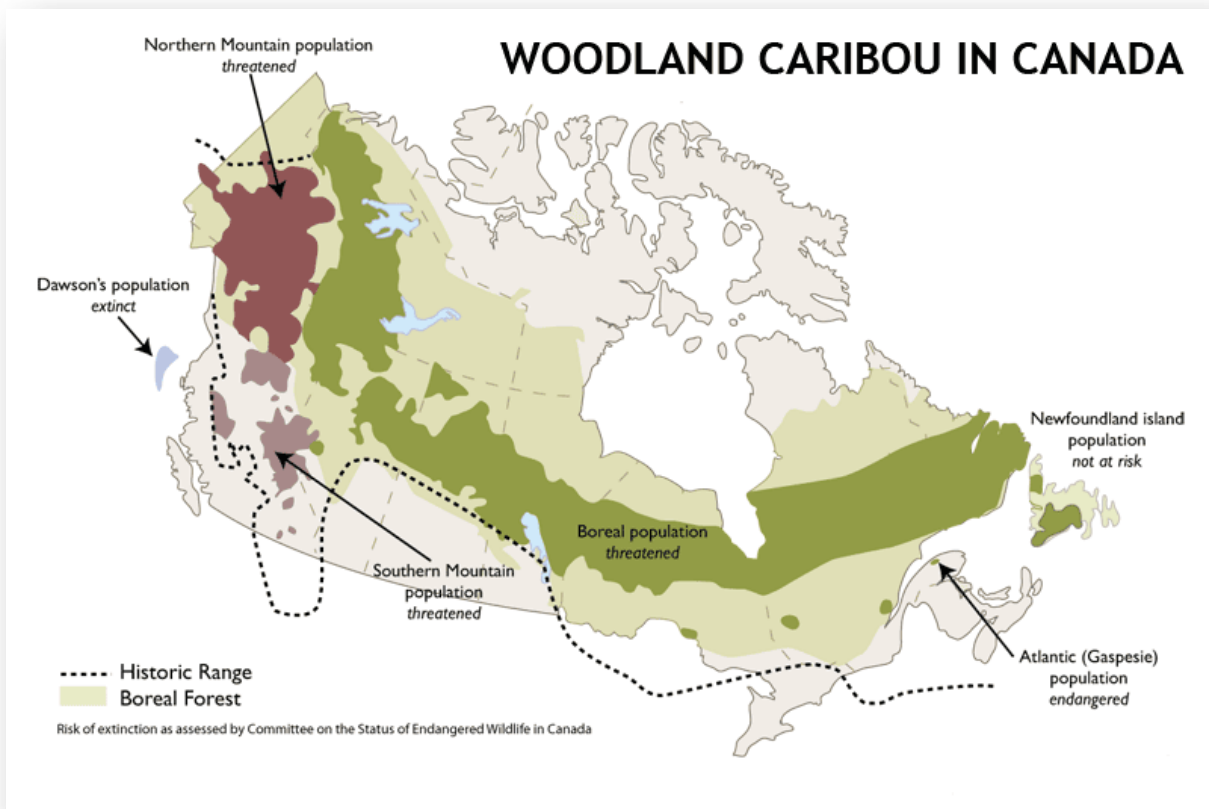 WOODLAND CARIBOU IN CANADA
Northern Mountain population
threatened
Dawson's population
extinct
Newfoundland island
population
not at risk
Boreal population
threatened
Southern Mountain
population
threatened
Atlantic (Gaspesie)
population
endangered
Historic Range
Boreal Forest
Risk of extinction as assessed by Committee on the Status of Endangered Wildlife in Canada